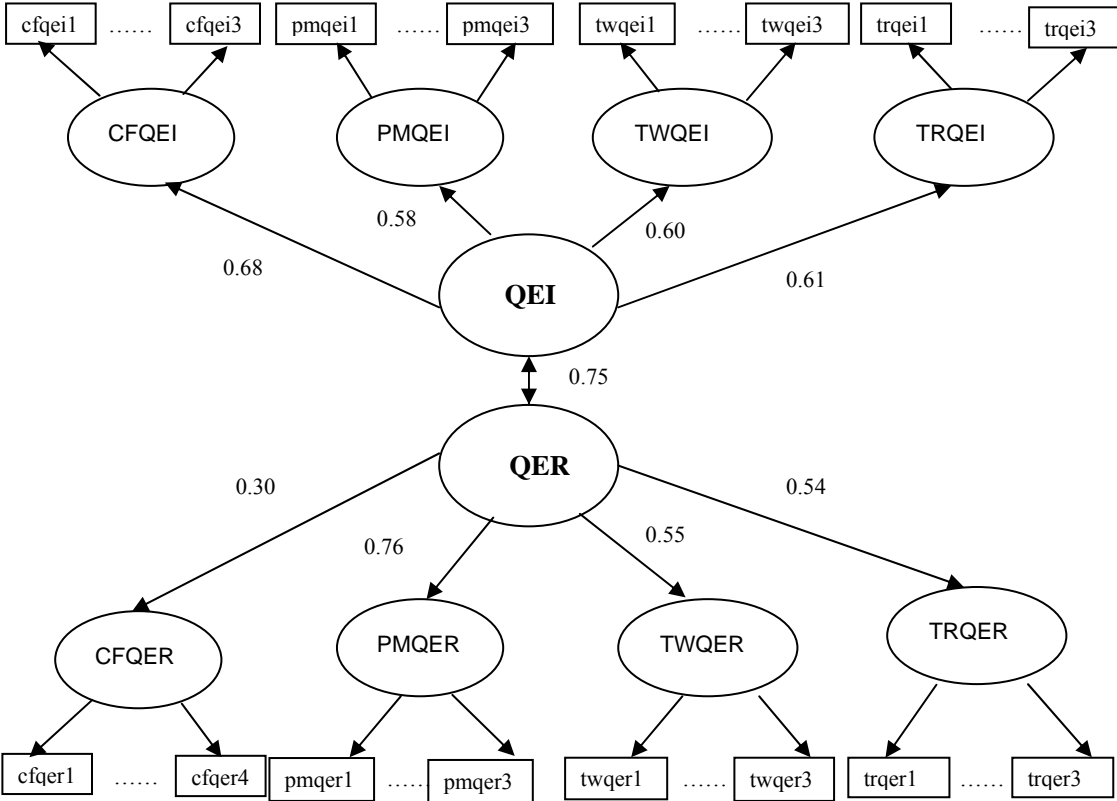 cfqei1 ...... cfqei3 pmqei1 ...... pmqei3 twqei1 ...... twqei3 trqei1 ...... trqei3
CFQEI PMQEI TWQEI TRQEI
0.58 0.60
0.68 0.61
QEI
0.75
QER
0.30 0.54
0.76 0.55
CFQER PMQER TWQER TRQER
cfqer1 ...... cfqer4 pmqer1 ...... pmqer3 twqer1 ...... twqer3 trqer1 ...... trqer3